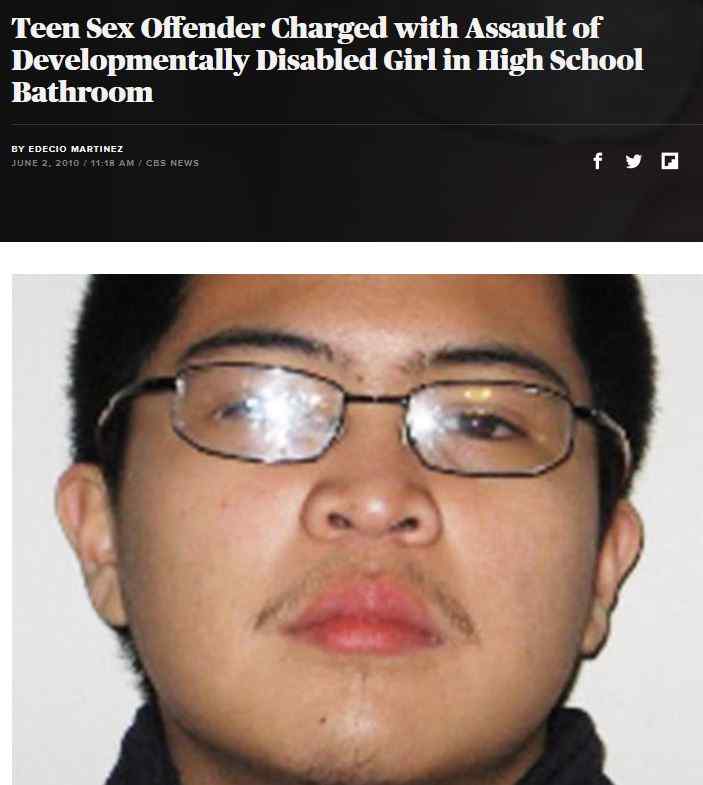 Teen Sex Offender Charged with Assault of
Developmentally Disabled Girl in High School
Bathroom
BY EDECIO MARTINEZ
JUNE 2, 2010 / 11:18 AM / CBS NEWS